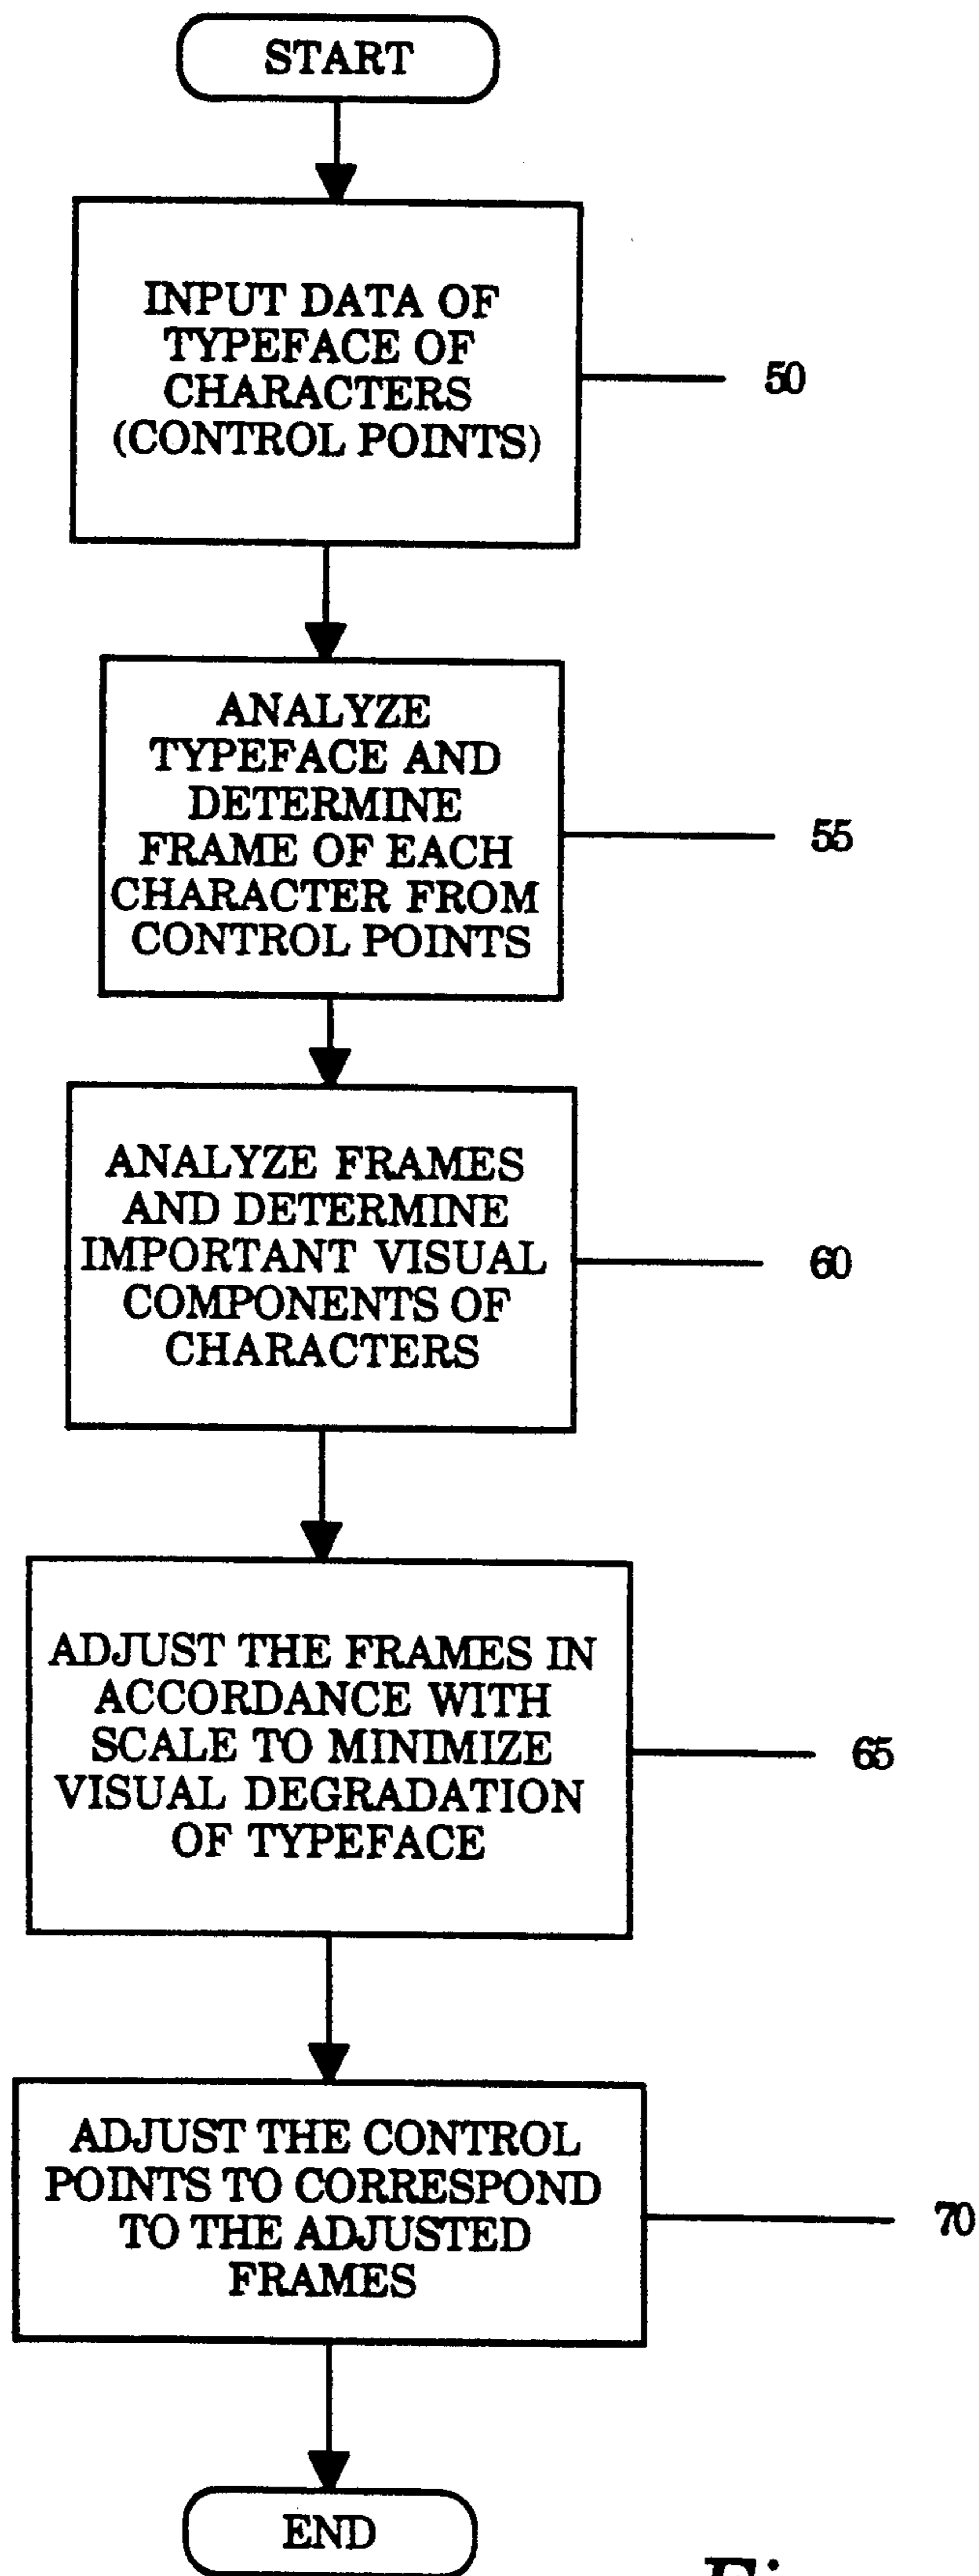 START
INPUT DATA OF
TYPEFACE OF
CHARACTERS
(CONTROL POINTS)
50
ANALYZE
TYPEFACE AND
DETERMINE
FRAME OF EACH
CHARACTER FROM
CONTROL POINTS
55
ANALYZE FRAMES
AND DETERMINE
IMPORTANT VISUAL
COMPONENTS OF
CHARACTERS
60
ADJUST THE FRAMES IN
ACCORDANCE WITH
SCALE TO MINIMIZE
VISUAL DEGRADATION
OF TYPEFACE
65
ADJUST THE CONTROL
POINTS TO CORRESPOND
TO THE ADJUSTED
FRAMES
70
END